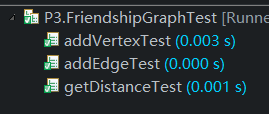 P3.FriendshipGraphTest [Runne
addVertexTest (0.003 s)
addEdgeTest (0.000 s)
getDistanceTest (0.001 s)